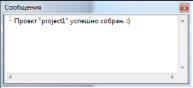 Сообщения
Проект "project1" успешно собран. :)